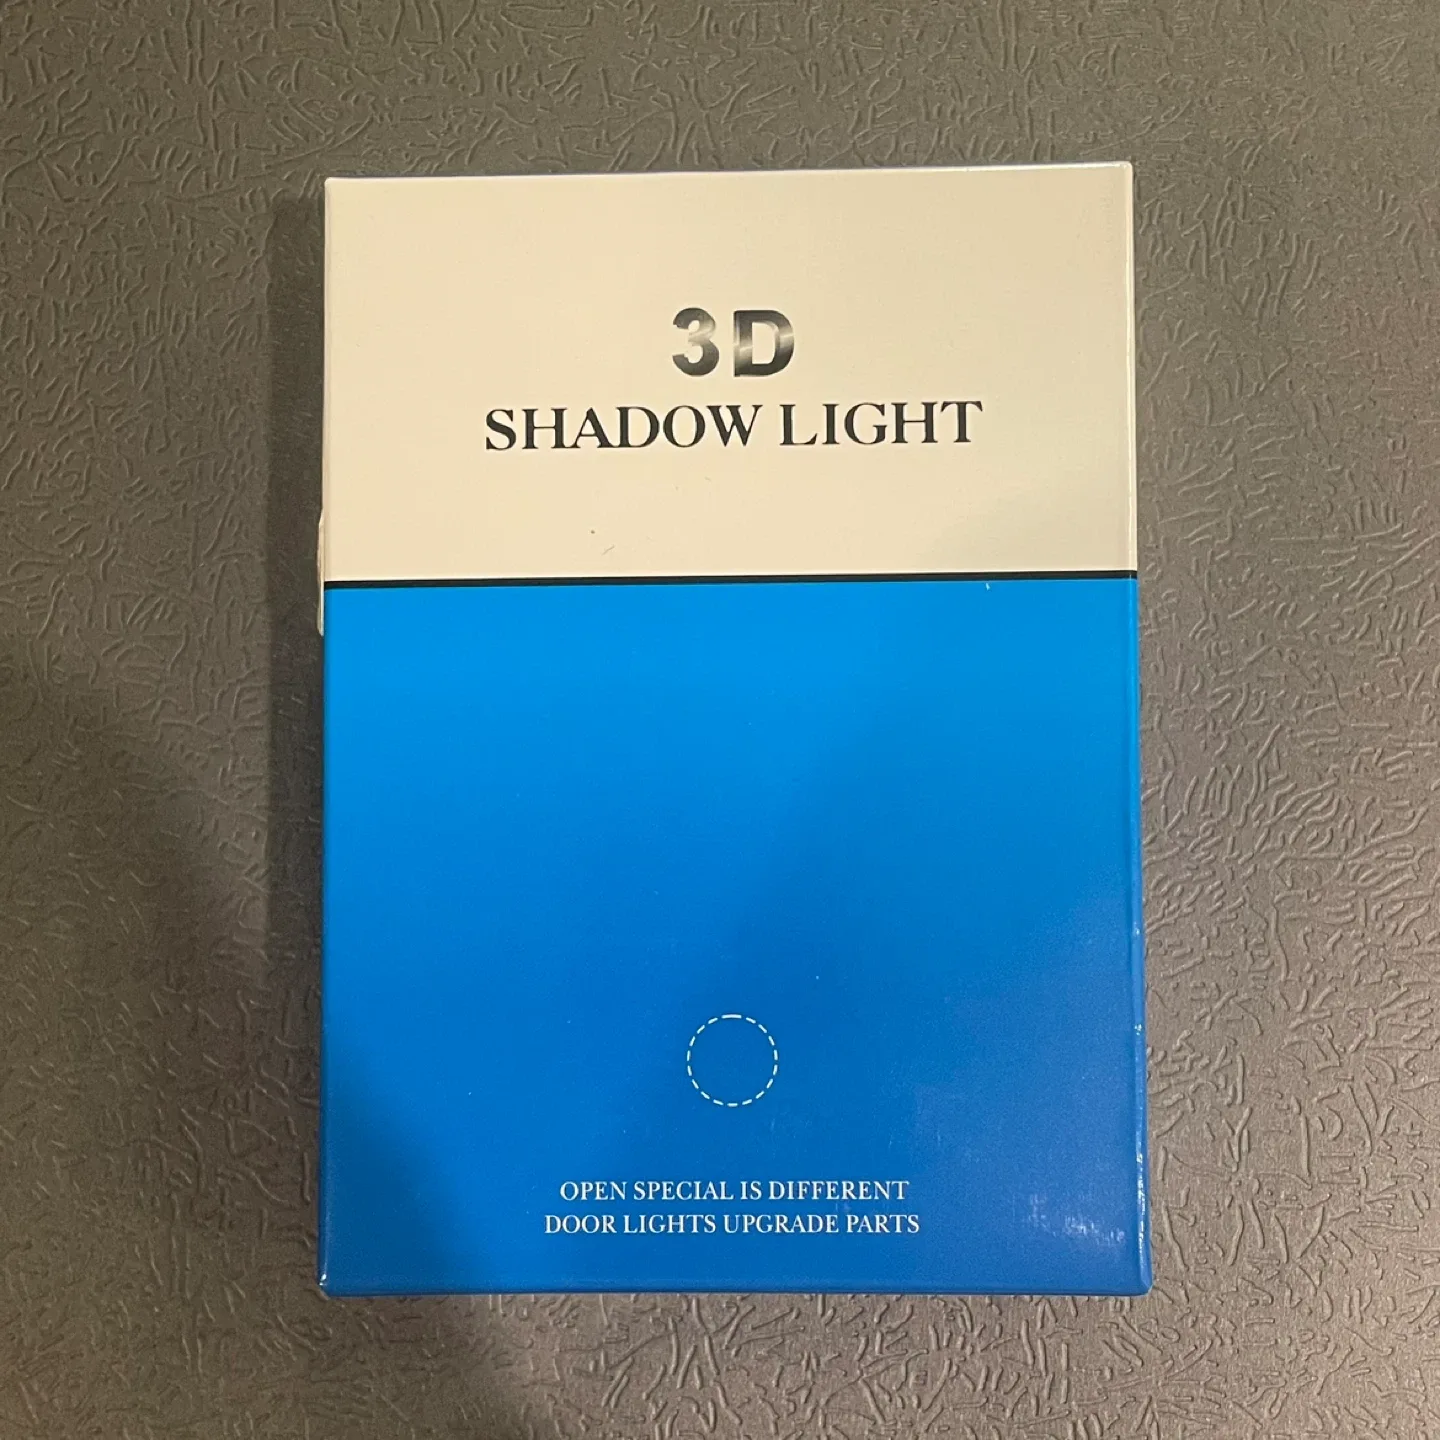 3D
SHADOW LIGHT
OPEN SPECIAL IS DIFFERENT
DOOR LIGHTS UPGRADE PARTS